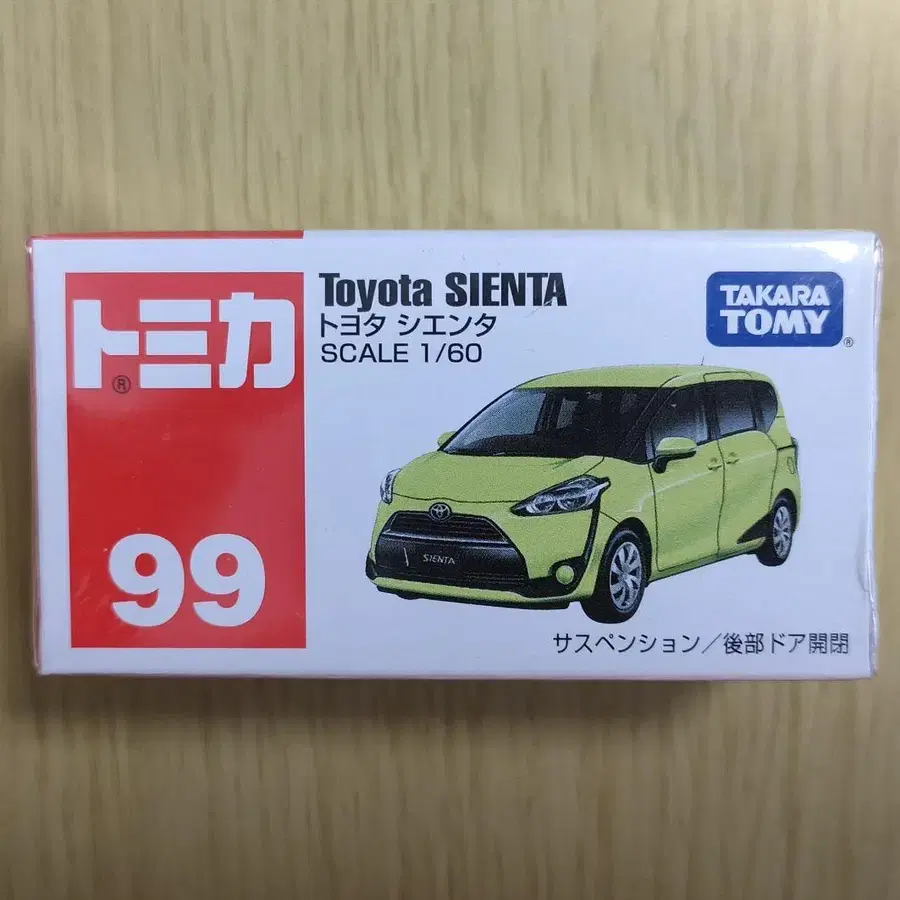 トミカ
®
99
Toyota SIENTA
トヨタ シエンタ
SCALE 1/60
TAKARA
TOMY
®
SIENTA
サスペンション/後部ドア開閉